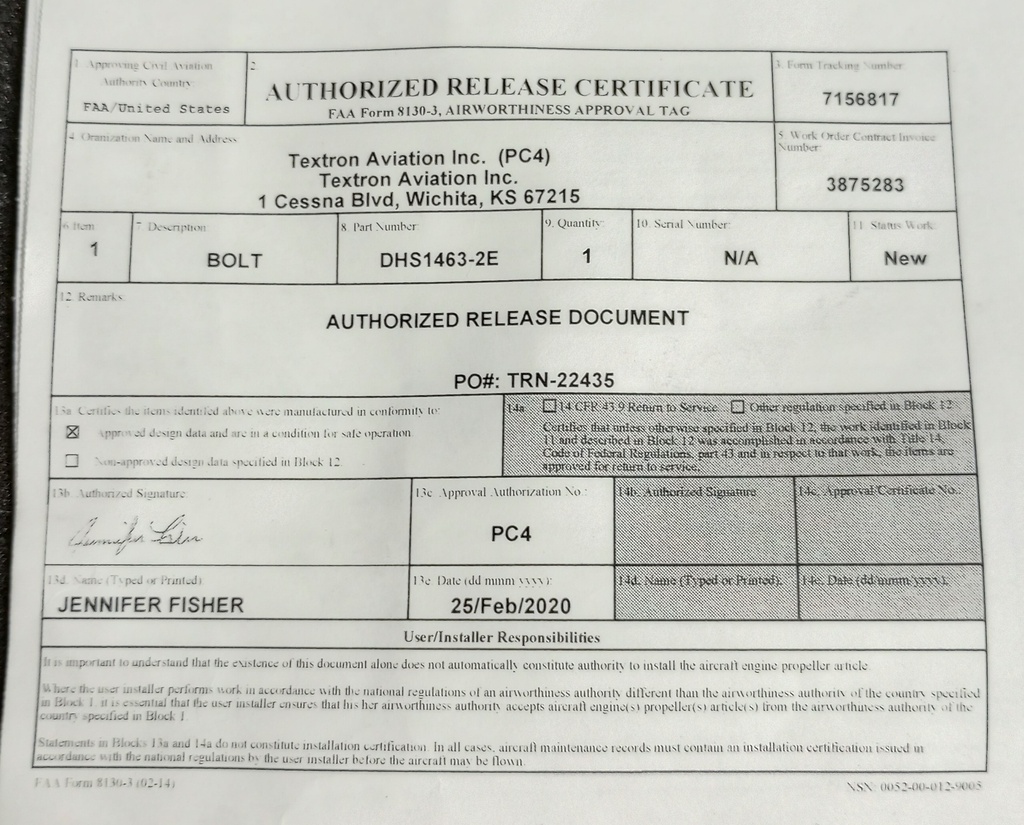 1. Approving Civil Aviation
Authority Country
FAA/United States
2.
AUTHORIZED RELEASE CERTIFICATE
FAA Form 8130-3, AIRWORTHINESS APPROVAL TAG
3. Form Tracking Number
7156817
4. Oranization Name and Address
Textron Aviation Inc. (PC4)
Textron Aviation Inc.
1 Cessna Blvd, Wichita, KS 67215
5. Work Order Contract Invoice
Number:
3875283
6. Item
1
7. Description
BOLT
8. Part Number
DHS1463-2E
9. Quantity:
1
10. Serial Number:
N/A
11. Status Work:
New
12. Remarks:
AUTHORIZED RELEASE DOCUMENT
PO#: TRN-22435
13a. Certifies the items identified above were manufactured in conformity to:
☒ Approved design data and are in a condition for safe operation.
☐ Non-approved design data specified in Block 12.
14a. ☐ 14 CFR 43.9 Return to Service ☐ Other regulation specified in Block 12
Certifies that unless otherwise specified in Block 12, the work identified in Block
11 and described in Block 12 was accomplished in accordance with Title 14,
Code of Federal Regulations, part 43 and in respect to that work, the items are
approved for return to service.
13b. Authorized Signature
Jennifer Fisher
13c. Approval Authorization No.:
PC4
14b. Authorized Signature
14c. Approval/Certificate No.:
13d. Name (Typed or Printed)
JENNIFER FISHER
13e. Date (dd mmm yyyy):
25/Feb/2020
14d. Name (Typed or Printed):
14e. Date (dd/mmm/yyyy):
User/Installer Responsibilities
It is important to understand that the existence of this document alone does not automatically constitute authority to install the aircraft engine propeller article.
Where the user installer performs work in accordance with the national regulations of an airworthiness authority different than the airworthiness authority of the country specified
in Block 1, it is essential that the user installer ensures that his her airworthiness authority accepts aircraft engine(s) propeller(s) article(s) from the airworthiness authority of the
country specified in Block 1.
Statements in Blocks 13a and 14a do not constitute installation certification. In all cases, aircraft maintenance records must contain an installation certification issued in
accordance with the national regulations by the user installer before the aircraft may be flown.
FAA Form 8130-3 (02-14)
NSN: 0052-00-012-9005